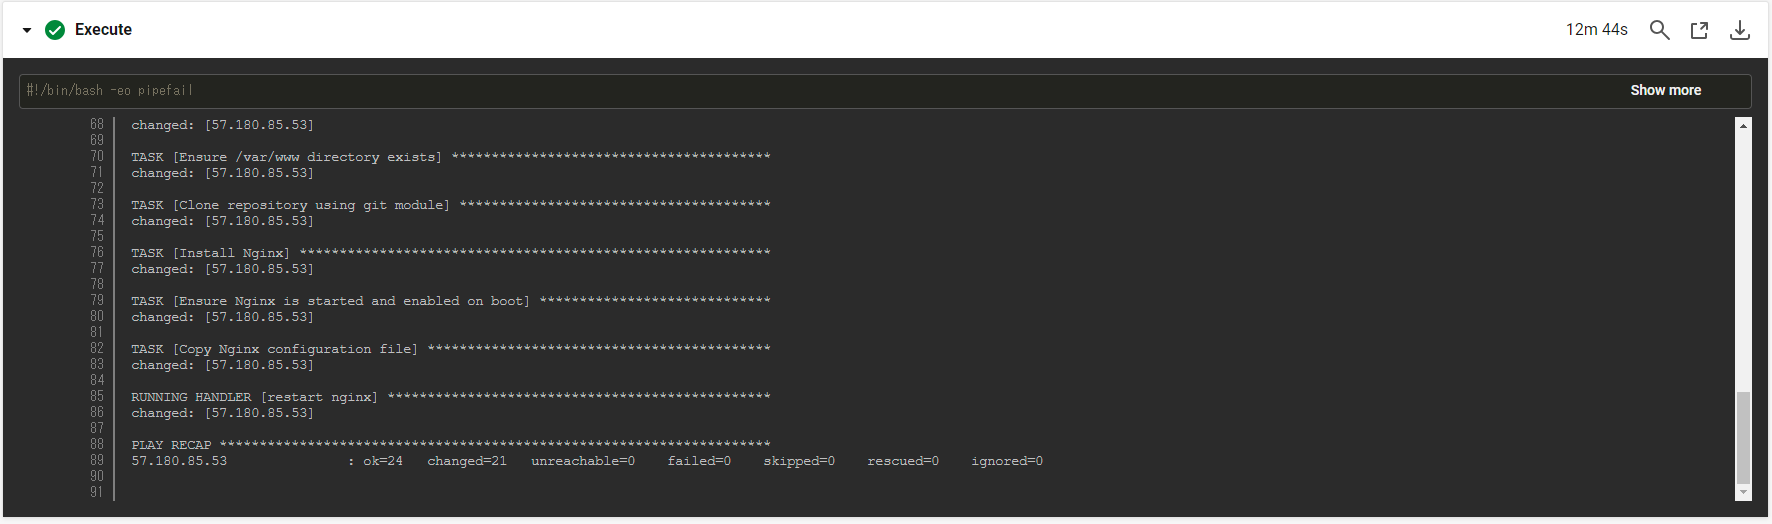 Execute 12m 44s
#!/bin/bash -eo pipefail Show more
68 changed: [57.180.85.53]
69
70 TASK [Ensure /var/www directory exists] ****************************************
71 changed: [57.180.85.53]
72
73 TASK [Clone repository using git module] ***************************************
74 changed: [57.180.85.53]
75
76 TASK [Install Nginx] ***********************************************************
77 changed: [57.180.85.53]
78
79 TASK [Ensure Nginx is started and enabled on boot] *****************************
80 changed: [57.180.85.53]
81
82 TASK [Copy Nginx configuration file] *******************************************
83 changed: [57.180.85.53]
84
85 RUNNING HANDLER [restart nginx] ************************************************
86 changed: [57.180.85.53]
87
88 PLAY RECAP *********************************************************************
89 57.180.85.53               : ok=24   changed=21   unreachable=0    failed=0    skipped=0    rescued=0    ignored=0
90
91